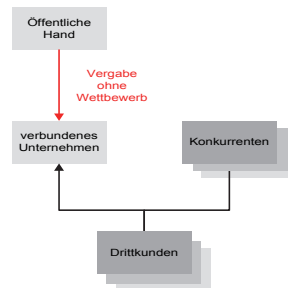 Öffentliche
Hand
Vergabe
ohne
Wettbewerb
verbundenes
Unternehmen
Konkurrenten
Drittkunden